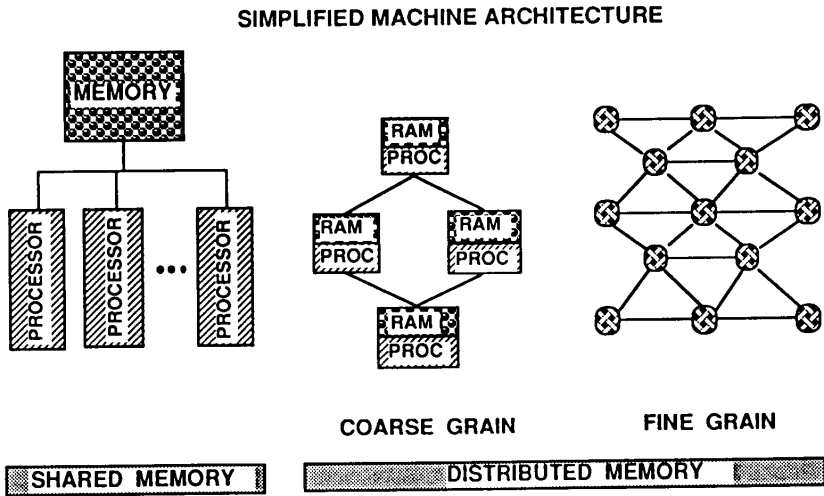 SIMPLIFIED MACHINE ARCHITECTURE
MEMORY
PROCESSOR
PROCESSOR
•••
PROCESSOR
RAM
PROC
RAM
PROC
RAM
PROC
RAM
PROC
COARSE GRAIN
FINE GRAIN
SHARED MEMORY
DISTRIBUTED MEMORY